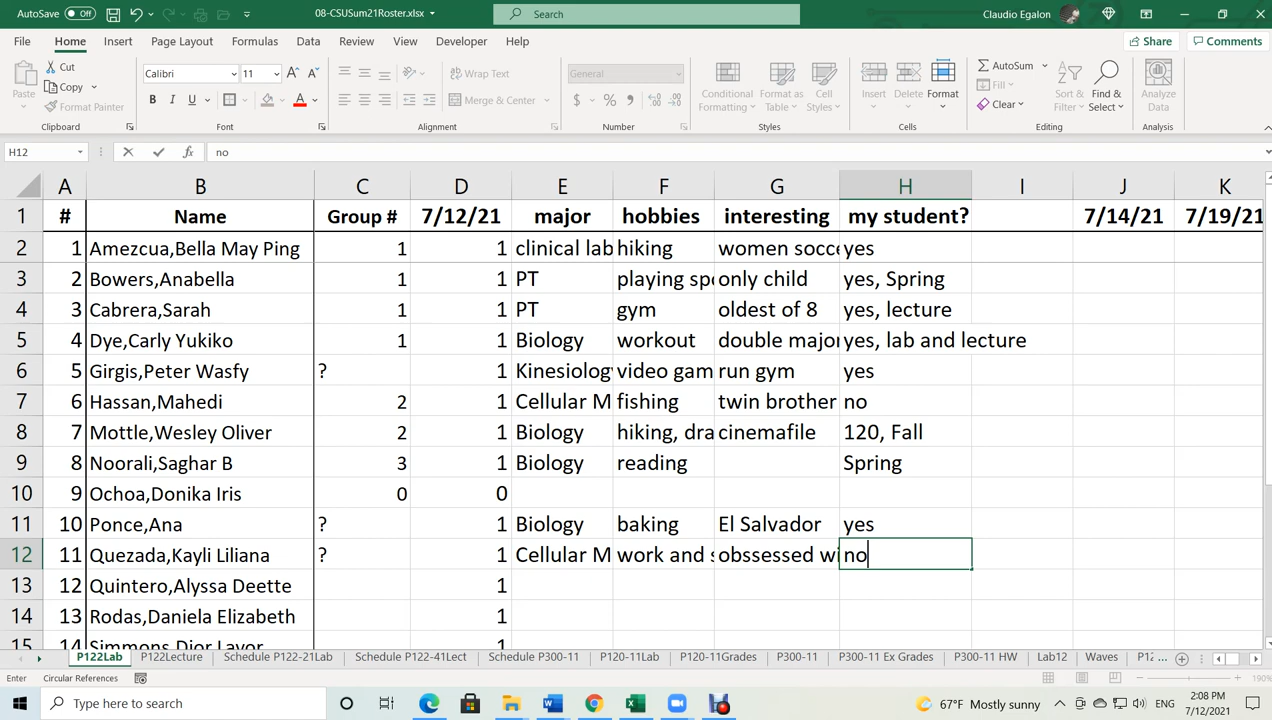 AutoSave Off 08-CSUSum21Roster.xlsx Search Claudio Egalon
File Home Insert Page Layout Formulas Data Review View Developer Help Share Comments
Paste Cut Copy Format Painter Calibri 11 Wrap Text Merge & Center General Conditional Formatting Format as Table Cell Styles Insert Delete Format AutoSum Fill Clear Sort & Filter Find & Select Analyze Data
Clipboard Font Alignment Number Styles Cells Editing Analysis
H12 fx no
A B C D E F G H I J K
1 # Name Group # 7/12/21 major hobbies interesting my student? 7/14/21 7/19/21
2 1 Amezcua,Bella May Ping 1 1 clinical lab hiking women socce yes
3 2 Bowers,Anabella 1 1 PT playing spo only child yes, Spring
4 3 Cabrera,Sarah 1 1 PT gym oldest of 8 yes, lecture
5 4 Dye,Carly Yukiko 1 1 Biology workout double major yes, lab and lecture
6 5 Girgis,Peter Wasfy ? 1 Kinesiology video gam run gym yes
7 6 Hassan,Mahedi 2 1 Cellular M fishing twin brother no
8 7 Mottle,Wesley Oliver 2 1 Biology hiking, dra cinemafile 120, Fall
9 8 Noorali,Saghar B 3 1 Biology reading Spring
10 9 Ochoa,Donika Iris 0 0
11 10 Ponce,Ana ? 1 Biology baking El Salvador yes
12 11 Quezada,Kayli Liliana ? 1 Cellular M work and s obssessed wi no
13 12 Quintero,Alyssa Deette 1
14 13 Rodas,Daniela Elizabeth 1
15 14 Simmons,Dior Lavor 1
P122Lab P122Lecture Schedule P122-21Lab Schedule P122-41Lect Schedule P300-11 P120-11Lab P120-11Grades P300-11 P300-11 Ex Grades P300-11 HW Lab12 Waves P12 ...
Enter Circular References 190%
Type here to search 67°F Mostly sunny ENG 2:08 PM
7/12/2021